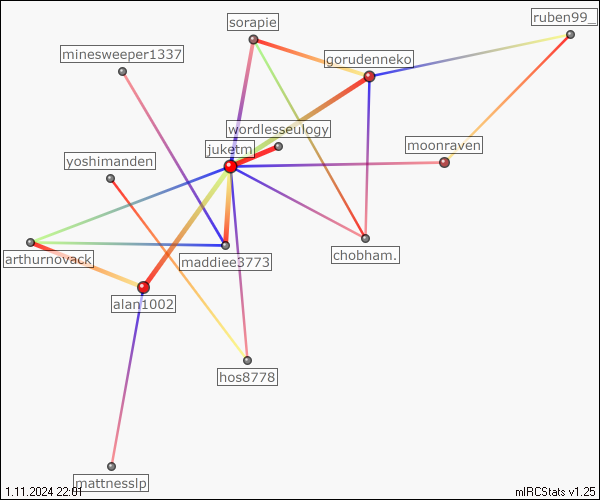 ruben99_
sorapie
minesweeper1337
gorudenneko
wordlesseulogy
moonraven
juketm
yoshimanden
chobham.
arthurnovack
maddiee3773
alan1002
hos8778
mattnesslp
1.11.2024 22:01
mIRCStats v1.25